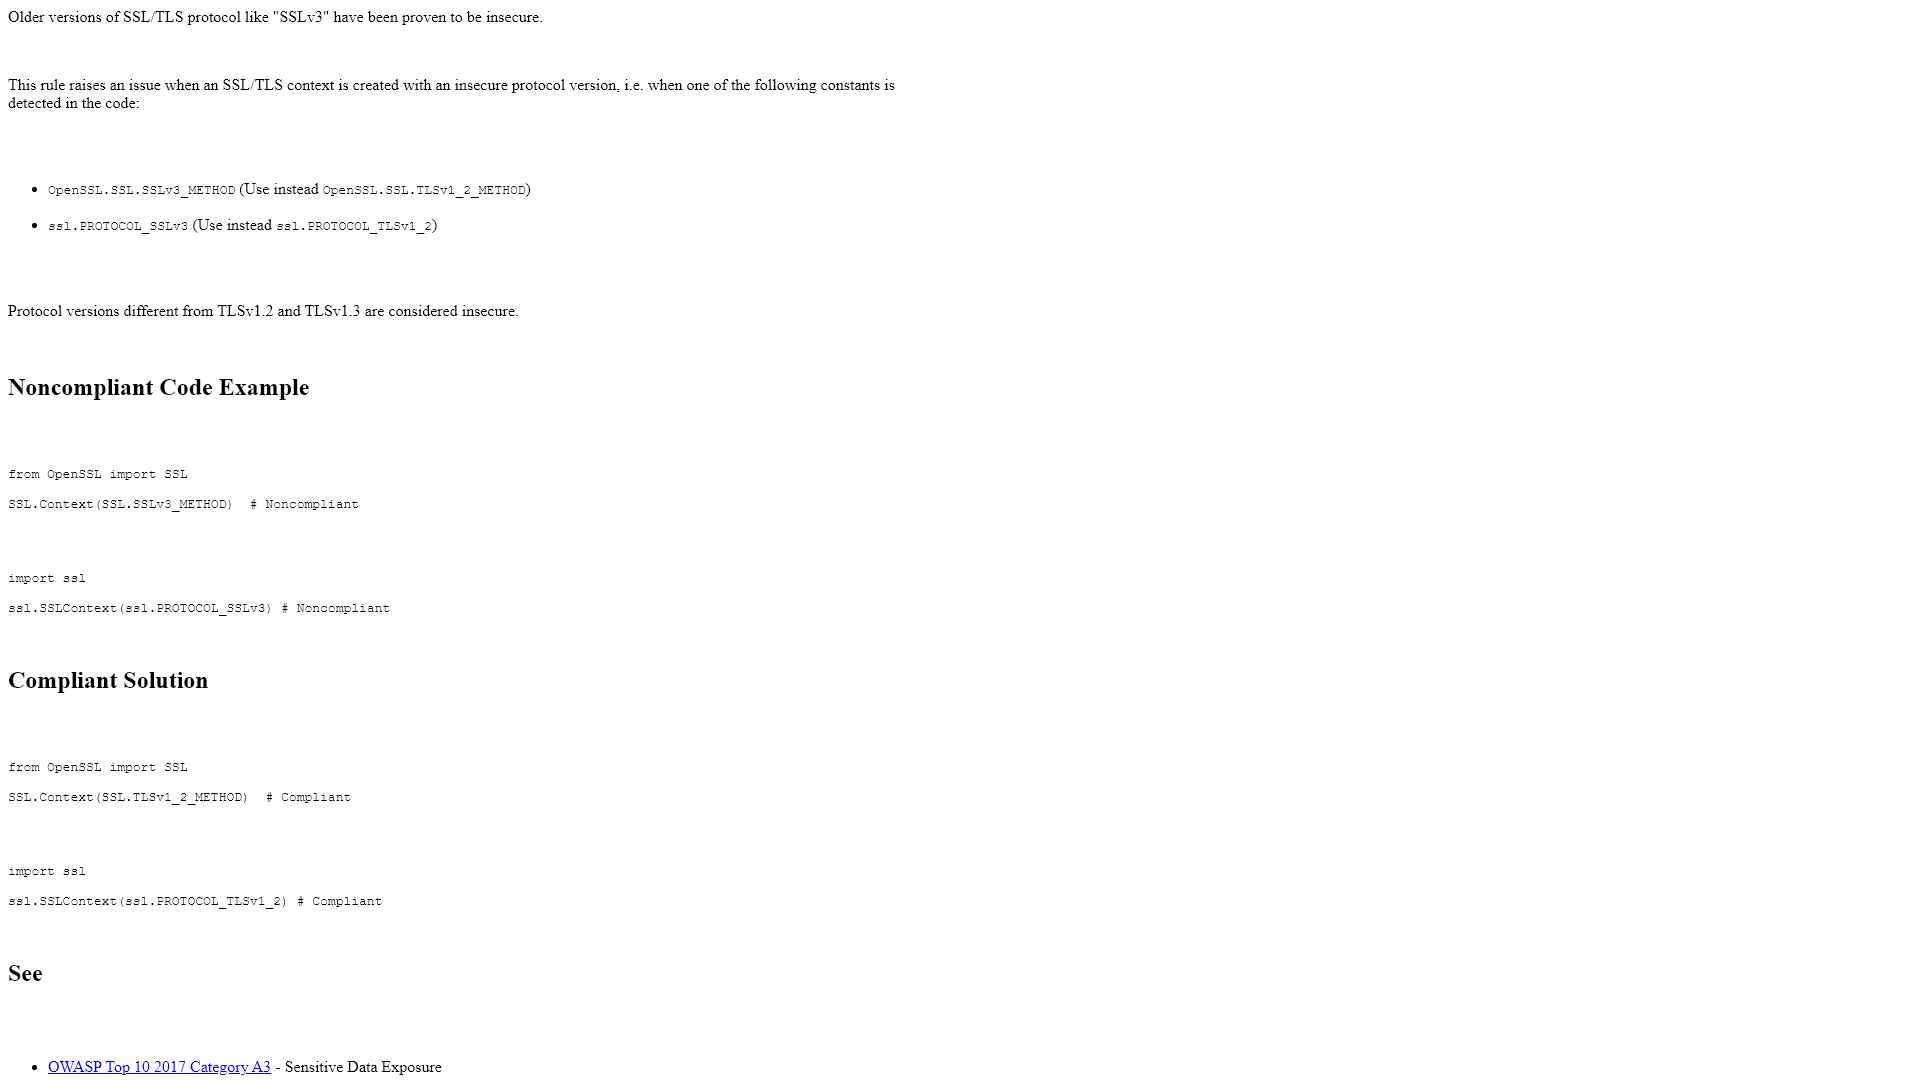 Older versions of SSL/TLS protocol like "SSLv3" have been proven to be insecure.
This rule raises an issue when an SSL/TLS context is created with an insecure protocol version, i.e. when one of the following constants is
detected in the code:
• OpenSSL.SSL.SSLv3_METHOD (Use instead OpenSSL.SSL.TLSv1_2_METHOD)
• ssl.PROTOCOL_SSLv3 (Use instead ssl.PROTOCOL_TLSv1_2)
Protocol versions different from TLSv1.2 and TLSv1.3 are considered insecure.
Noncompliant Code Example
from OpenSSL import SSL
SSL.Context(SSL.SSLv3_METHOD)  # Noncompliant
import ssl
ssl.SSLContext(ssl.PROTOCOL_SSLv3) # Noncompliant
Compliant Solution
from OpenSSL import SSL
SSL.Context(SSL.TLSv1_2_METHOD)  # Compliant
import ssl
ssl.SSLContext(ssl.PROTOCOL_TLSv1_2) # Compliant
See
• OWASP Top 10 2017 Category A3 - Sensitive Data Exposure